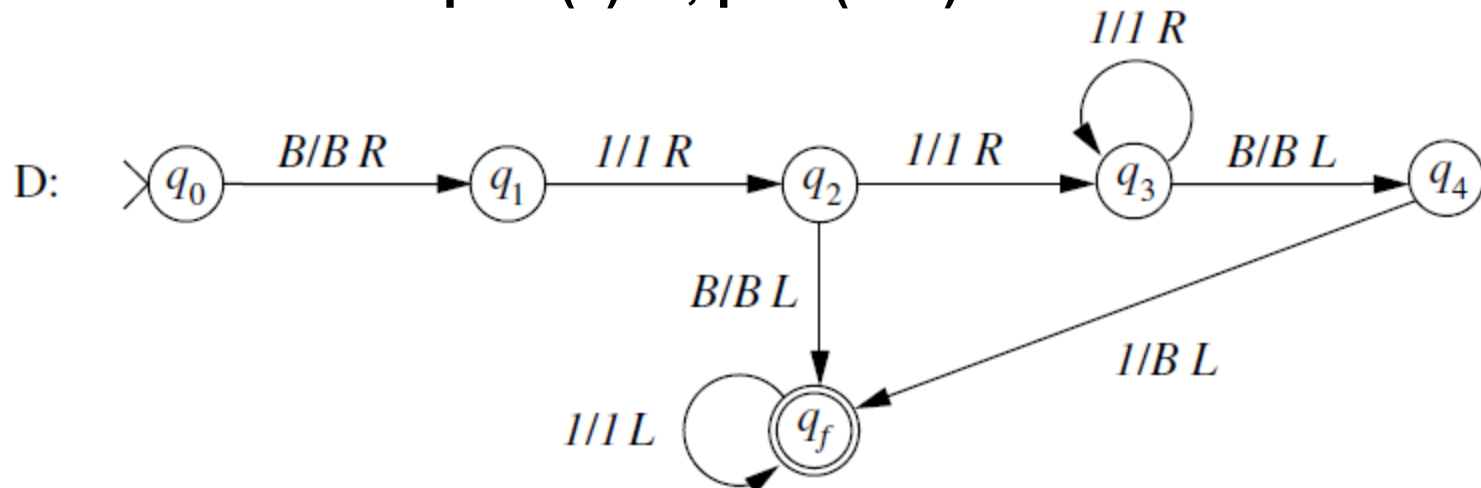 1/1 R
D:
q0
B/B R
q1
1/1 R
q2
1/1 R
q3
B/B L
q4
B/B L
1/B L
1/1 L
qf